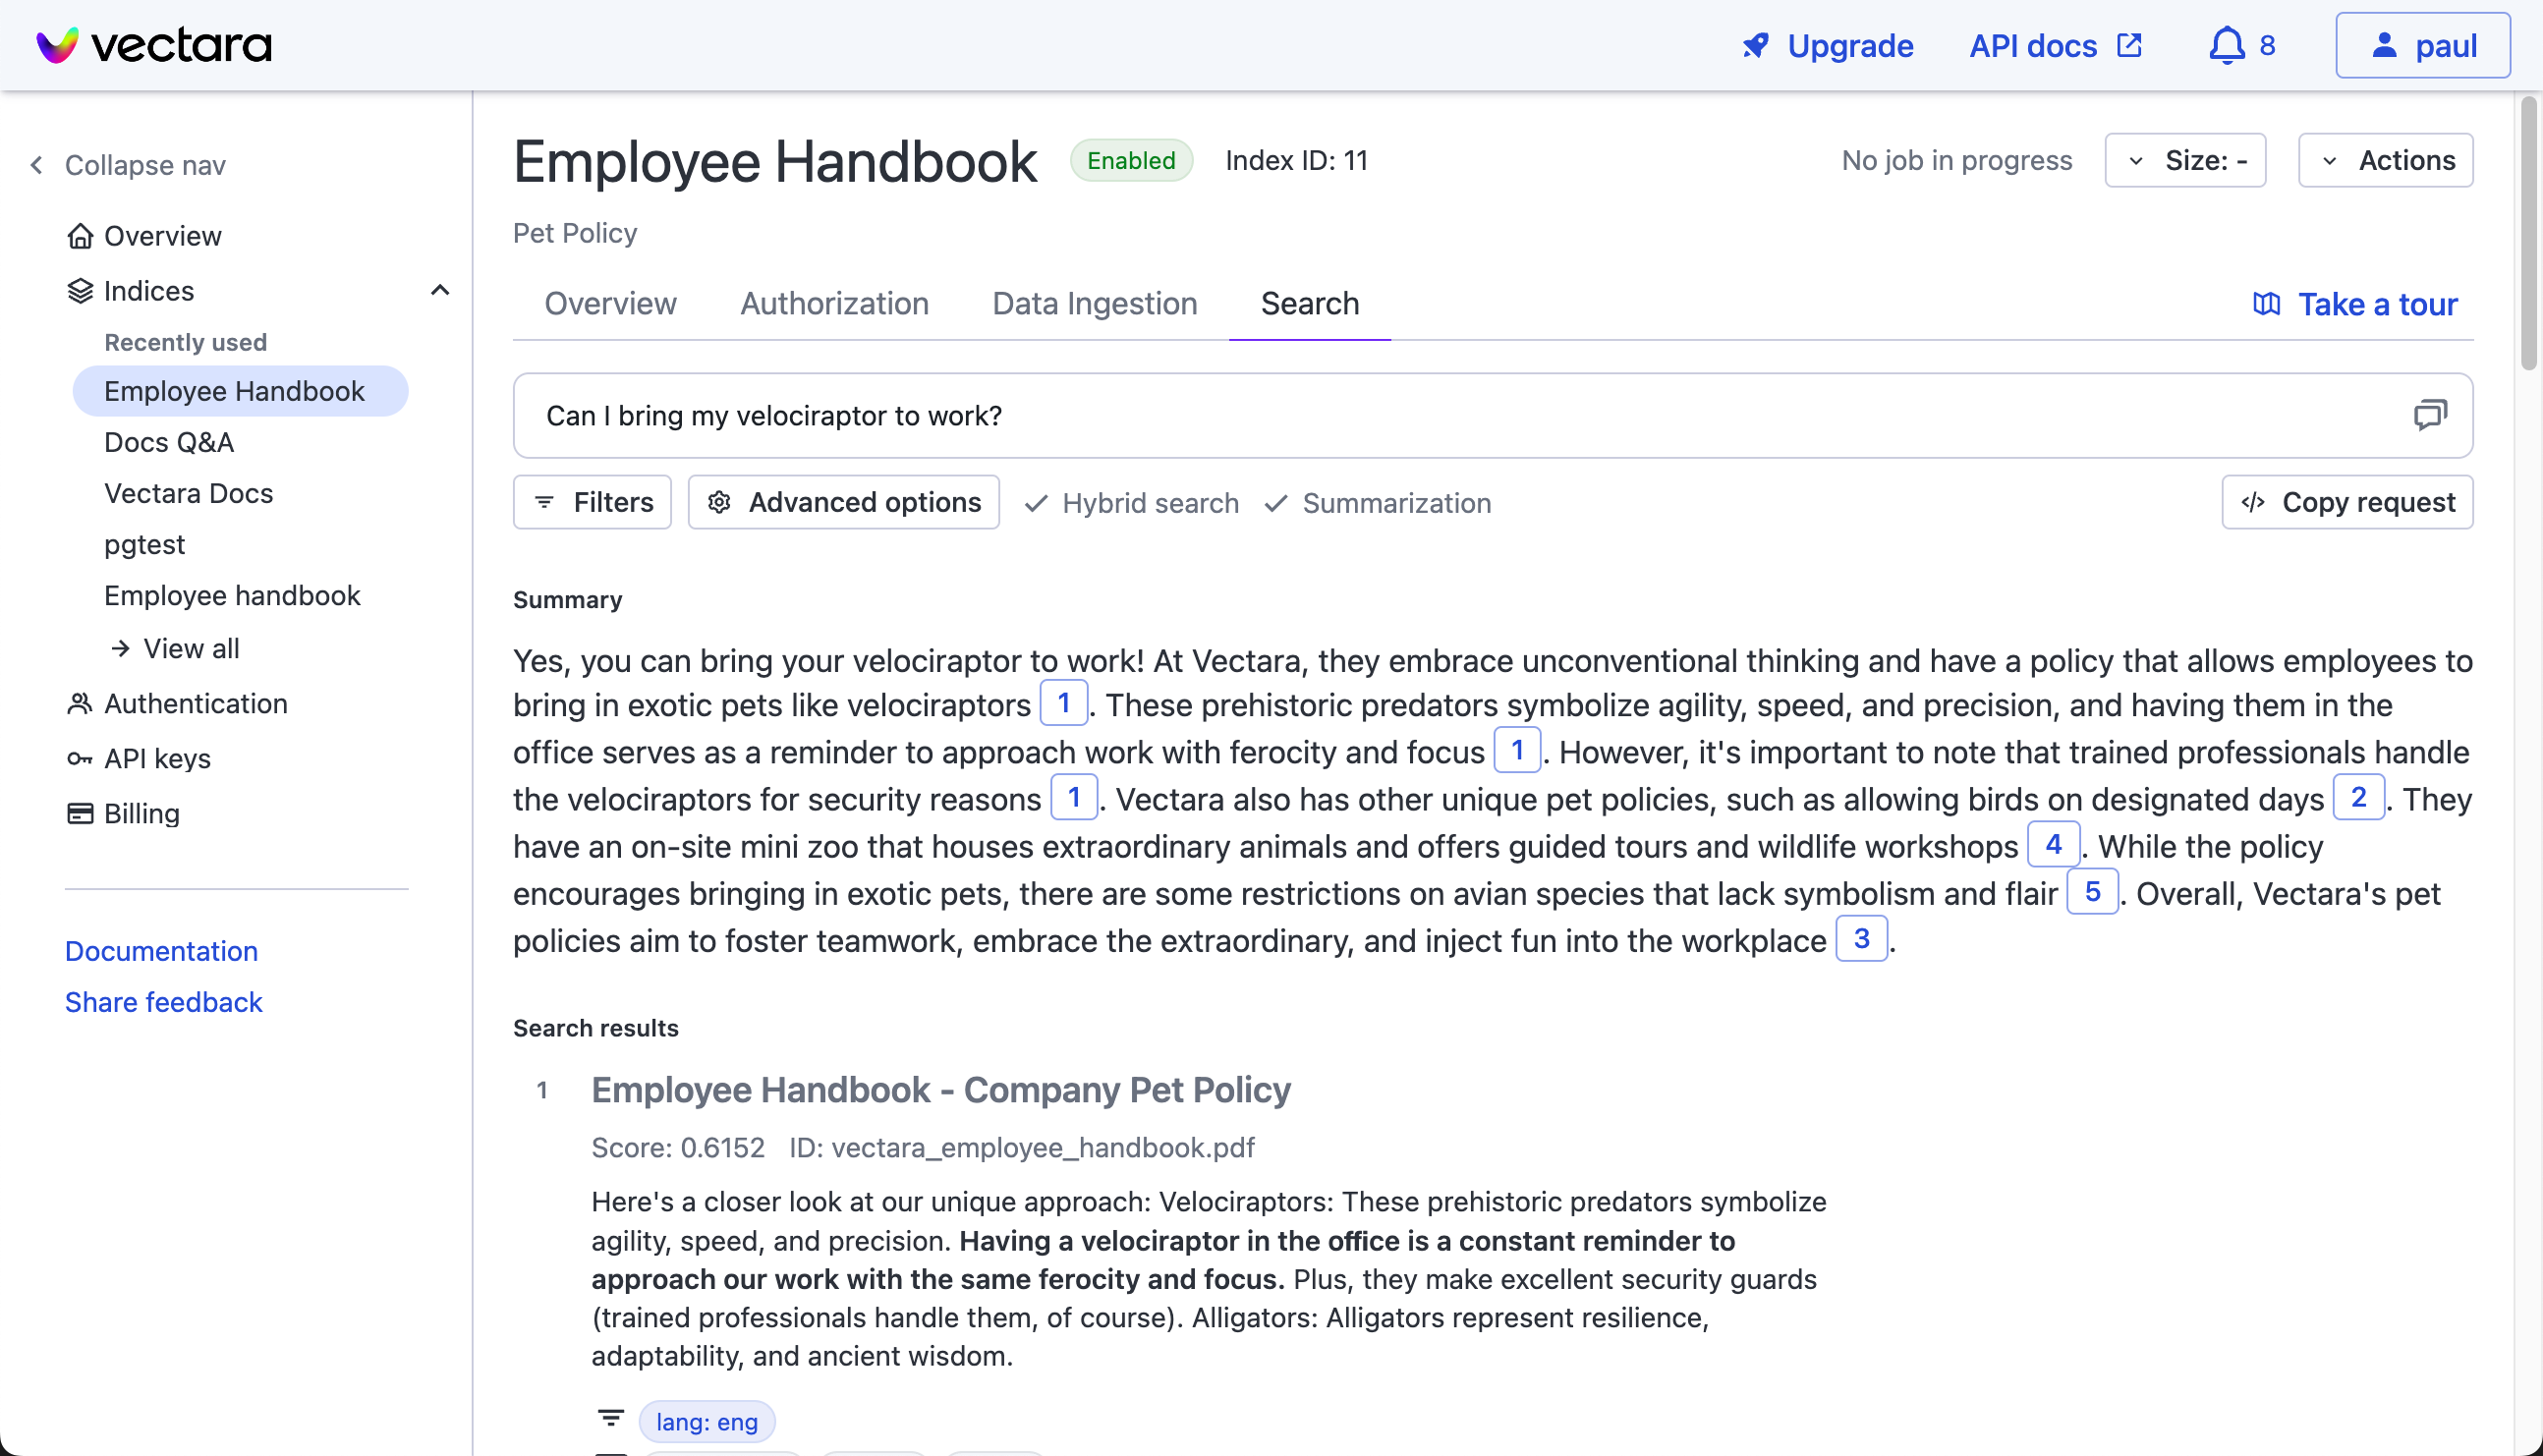 vectara
Upgrade
API docs
8
paul
Collapse nav
Overview
Indices
Recently used
Employee Handbook
Docs Q&A
Vectara Docs
pgtest
Employee handbook
View all
Authentication
API keys
Billing
Documentation
Share feedback
Employee Handbook Enabled Index ID: 11
No job in progress Size: - Actions
Pet Policy
Overview Authorization Data Ingestion Search Take a tour
Can I bring my velociraptor to work?
Filters Advanced options Hybrid search Summarization Copy request
Summary
Yes, you can bring your velociraptor to work! At Vectara, they embrace unconventional thinking and have a policy that allows employees to
bring in exotic pets like velociraptors 1. These prehistoric predators symbolize agility, speed, and precision, and having them in the
office serves as a reminder to approach work with ferocity and focus 1. However, it's important to note that trained professionals handle
the velociraptors for security reasons 1. Vectara also has other unique pet policies, such as allowing birds on designated days 2. They
have an on-site mini zoo that houses extraordinary animals and offers guided tours and wildlife workshops 4. While the policy
encourages bringing in exotic pets, there are some restrictions on avian species that lack symbolism and flair 5. Overall, Vectara's pet
policies aim to foster teamwork, embrace the extraordinary, and inject fun into the workplace 3.
Search results
1 Employee Handbook - Company Pet Policy
Score: 0.6152 ID: vectara_employee_handbook.pdf
Here's a closer look at our unique approach: Velociraptors: These prehistoric predators symbolize
agility, speed, and precision. Having a velociraptor in the office is a constant reminder to
approach our work with the same ferocity and focus. Plus, they make excellent security guards
(trained professionals handle them, of course). Alligators: Alligators represent resilience,
adaptability, and ancient wisdom.
lang: eng